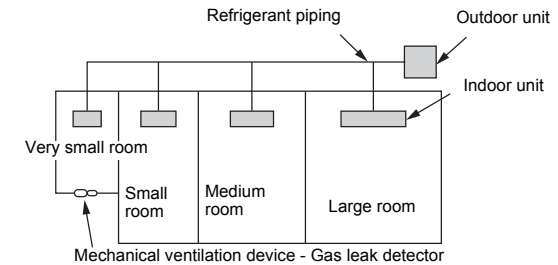 Refrigerant piping
Outdoor unit
Indoor unit
Very small room
Small
room
Medium
room
Large room
Mechanical ventilation device - Gas leak detector